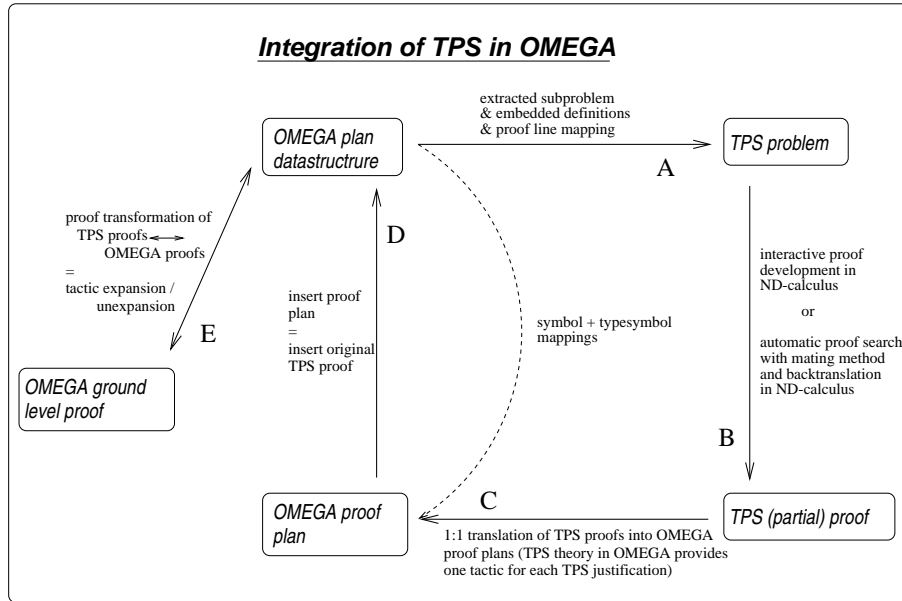 Integration of TPS in OMEGA
extracted subproblem
& embedded definitions
& proof line mapping
OMEGA plan
datastructrure
A
TPS problem
D
proof transformation of
TPS proofs
OMEGA proofs
=
tactic expansion /
unexpansion
E
insert proof
plan
=
insert original
TPS proof
symbol + typesymbol
mappings
interactive proof
development in
ND-calculus
or
automatic proof search
with mating method
and backtranslation
in ND-calculus
OMEGA ground
level proof
B
OMEGA proof
plan
C
TPS (partial) proof
1:1 translation of TPS proofs into OMEGA
proof plans (TPS theory in OMEGA provides
one tactic for each TPS justification)